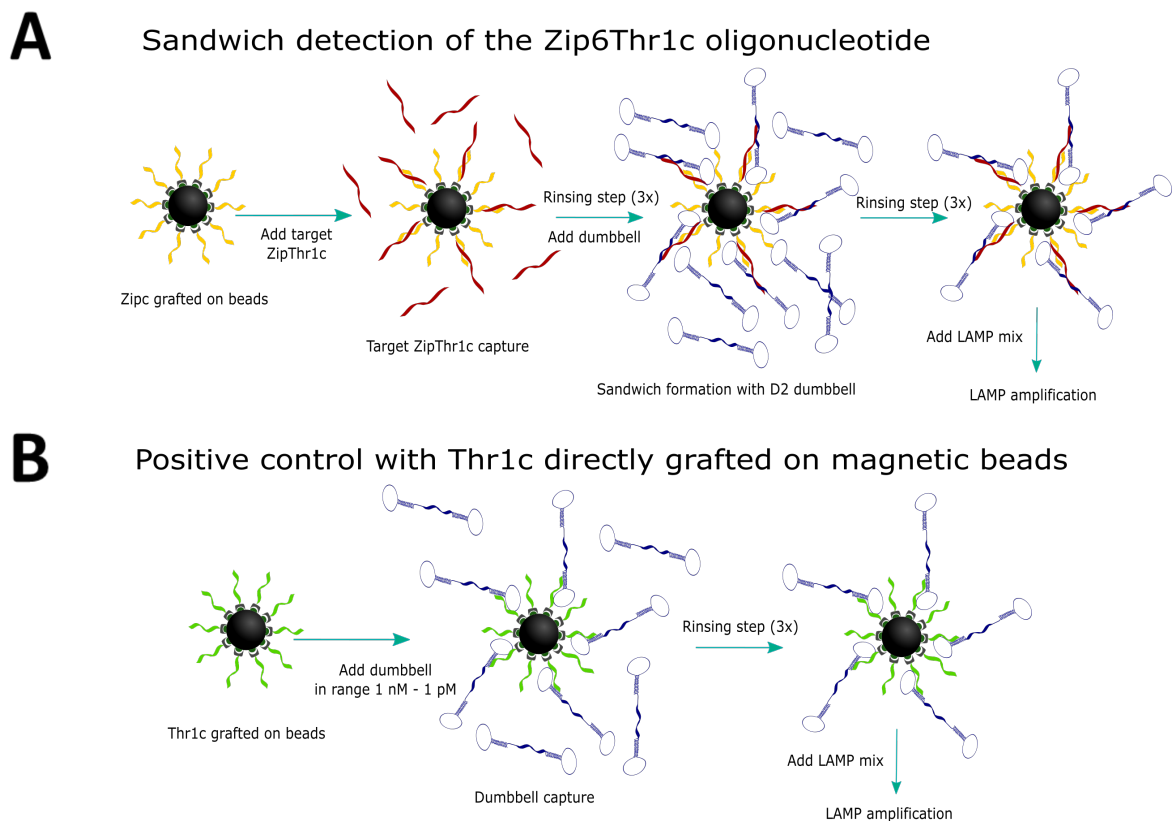 A
Sandwich detection of the Zip6Thr1c oligonucleotide
Rinsing step (3x)
Rinsing step (3x)
Add target
ZipThr1c
Add dumbbell
Zipc grafted on beads
Target ZipThr1c capture
Add LAMP mix
Sandwich formation with D2 dumbbell
LAMP amplification
B
Positive control with Thr1c directly grafted on magnetic beads
Rinsing step (3x)
Add dumbbell
in range 1 nM - 1 pM
Thr1c grafted on beads
Add LAMP mix
Dumbbell capture
LAMP amplification